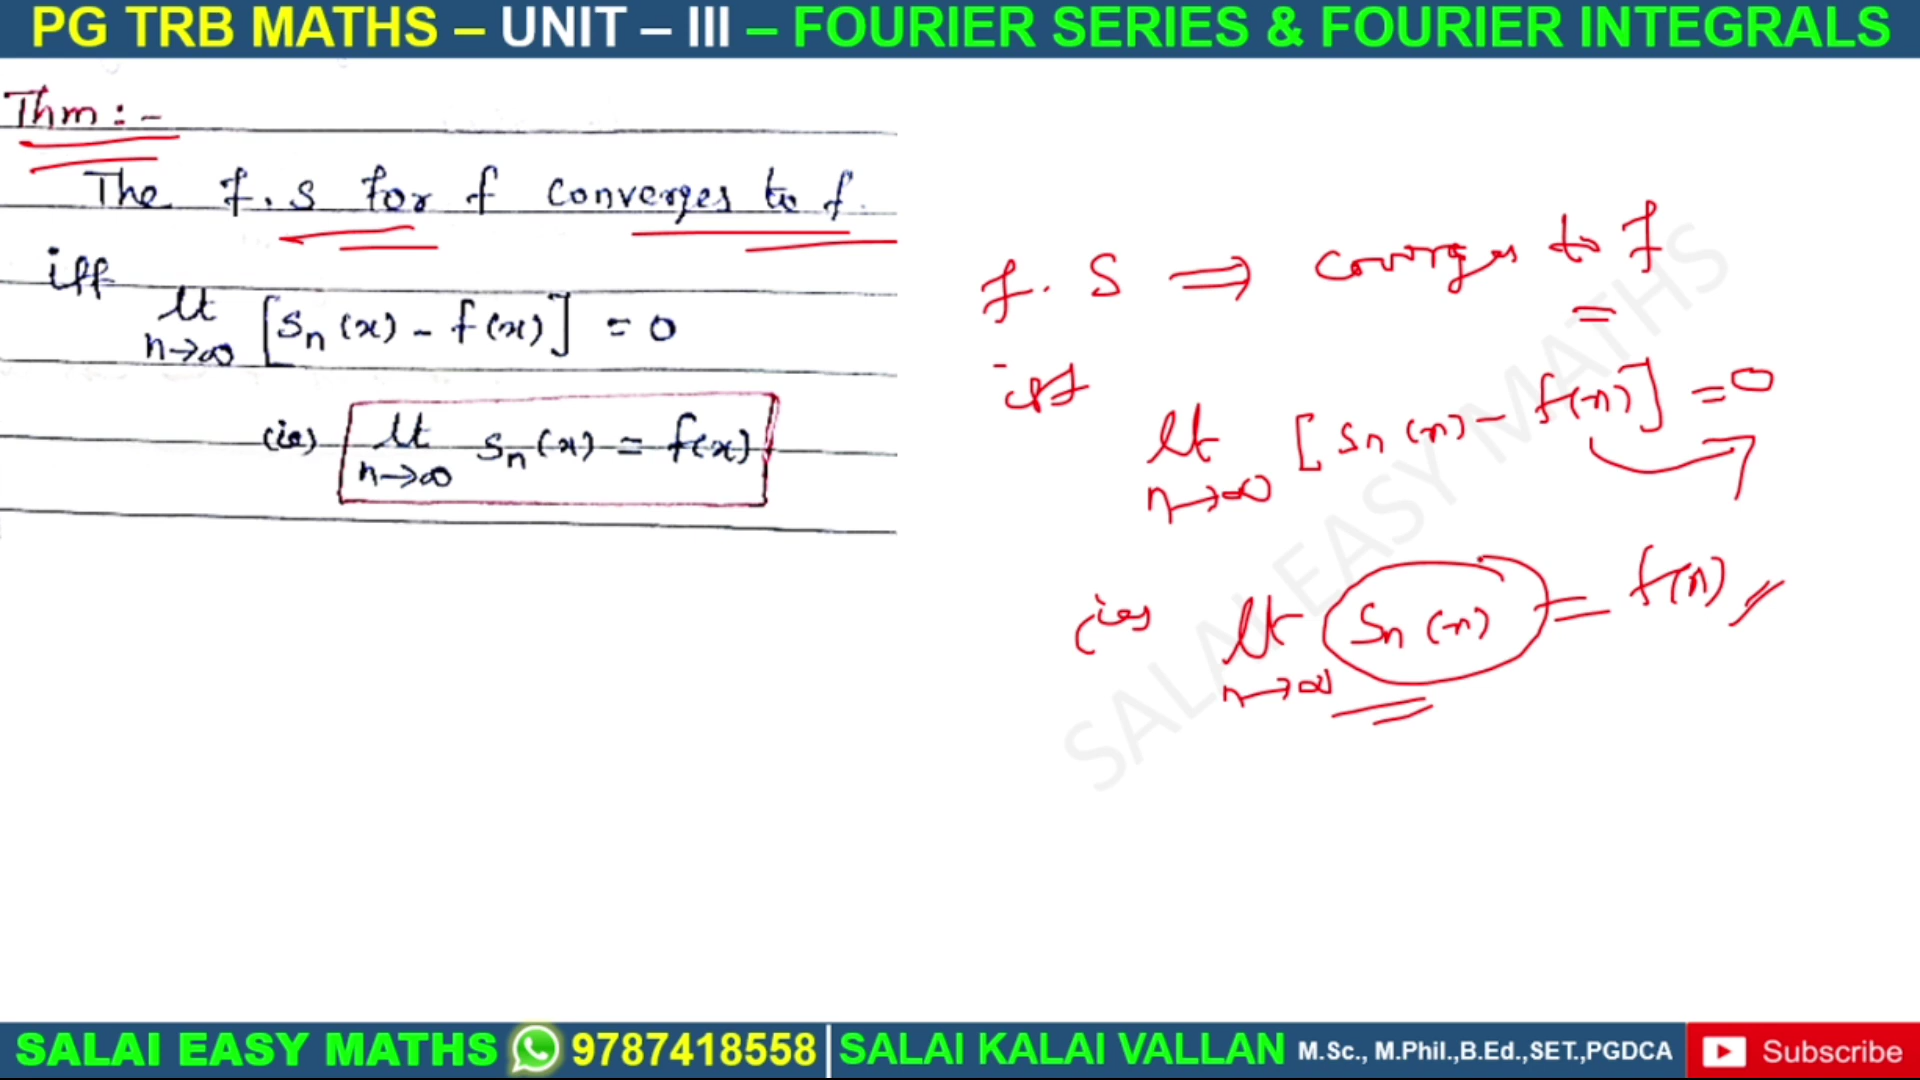 PG TRB MATHS – UNIT – III – FOURIER SERIES & FOURIER INTEGRALS
Thm : -
The f.s for f converges to f.
iff
lt n→∞ [sn(x) - f(x)] = 0
(ie) lt n→∞ sn(x) = f(x)
f.S ⟹ converges to f
iff
lt n→∞ [sn(x) - f(x)] = 0
(ie) lt n→∞ sn(x) = f(x)
SALAI EASY MATHS
SALAI EASY MATHS 9787418558 | SALAI KALAI VALLAN M.Sc., M.Phil.,B.Ed.,SET.,PGDCA Subscribe